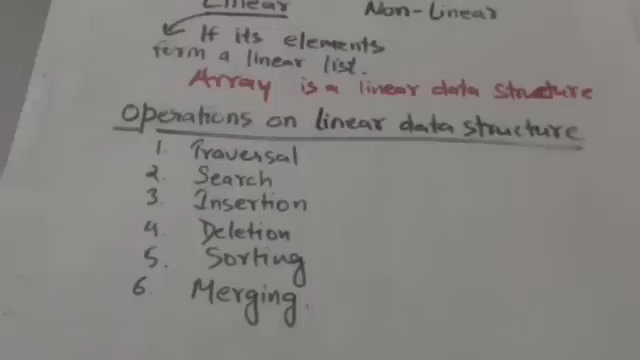 Linear Non-Linear
If its elements
form a linear list.
Array is a linear data structure
Operations on linear data structure
1. Traversal
2. Search
3. Insertion
4. Deletion
5. Sorting
6. Merging.